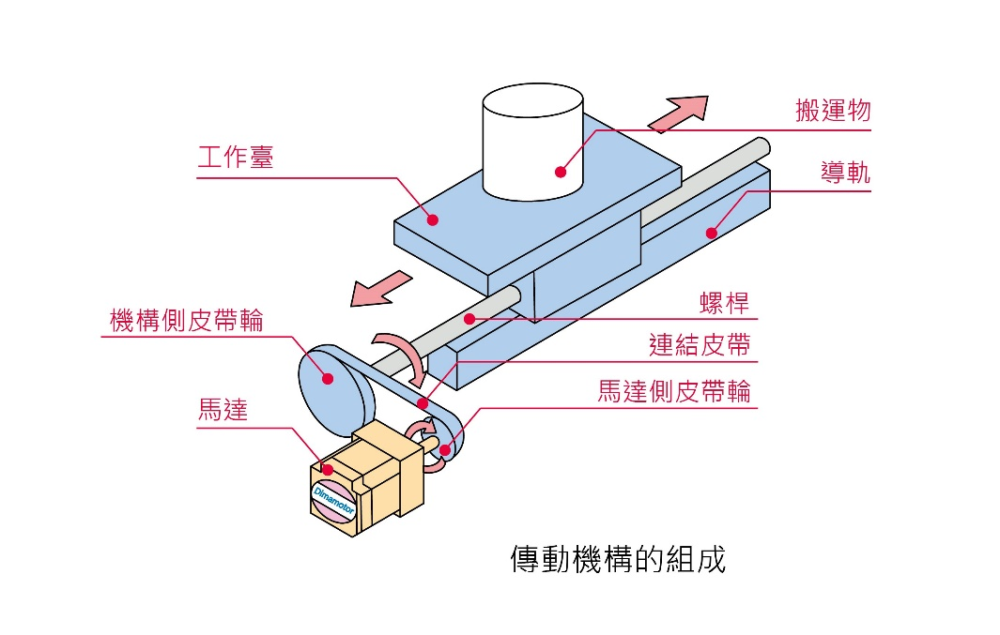 搬運物
工作臺
導軌
螺桿
機構側皮帶輪
連結皮帶
馬達側皮帶輪
馬達
Dimamotor
傳動機構的組成